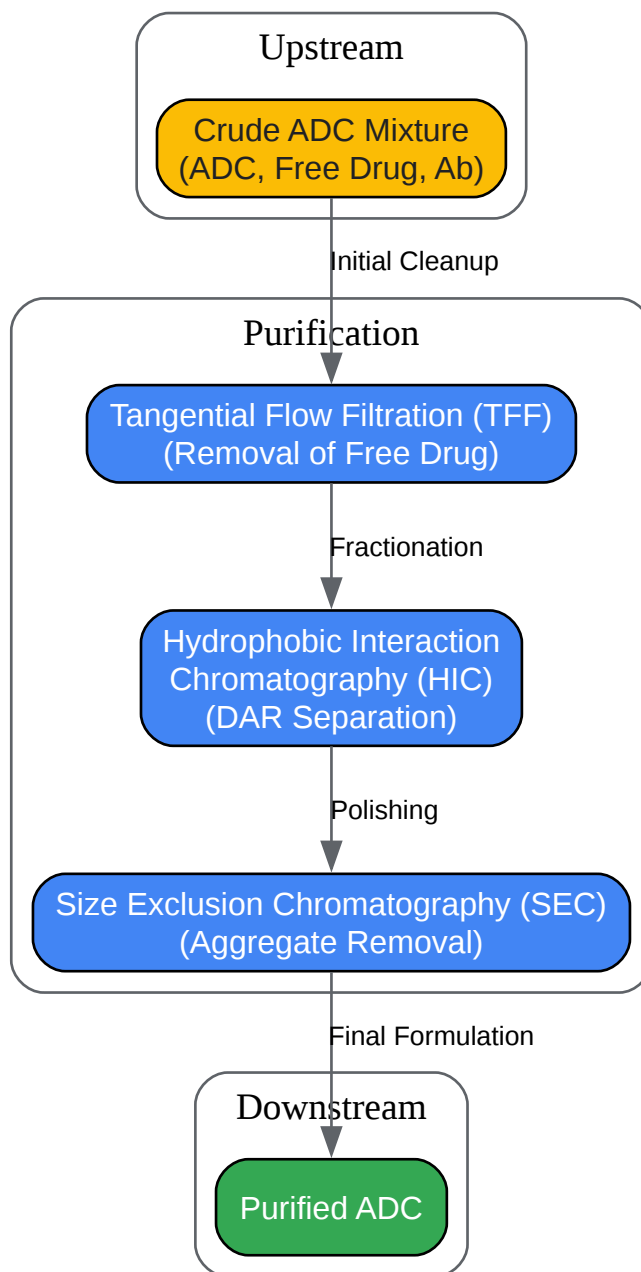 Upstream
Crude ADC Mixture
(ADC, Free Drug, Ab)
Initial Cleanup
Purification
Tangential Flow Filtration (TFF)
(Removal of Free Drug)
Fractionation
Hydrophobic Interaction
Chromatography (HIC)
(DAR Separation)
Polishing
Size Exclusion Chromatography (SEC)
(Aggregate Removal)
Final Formulation
Downstream
Purified ADC